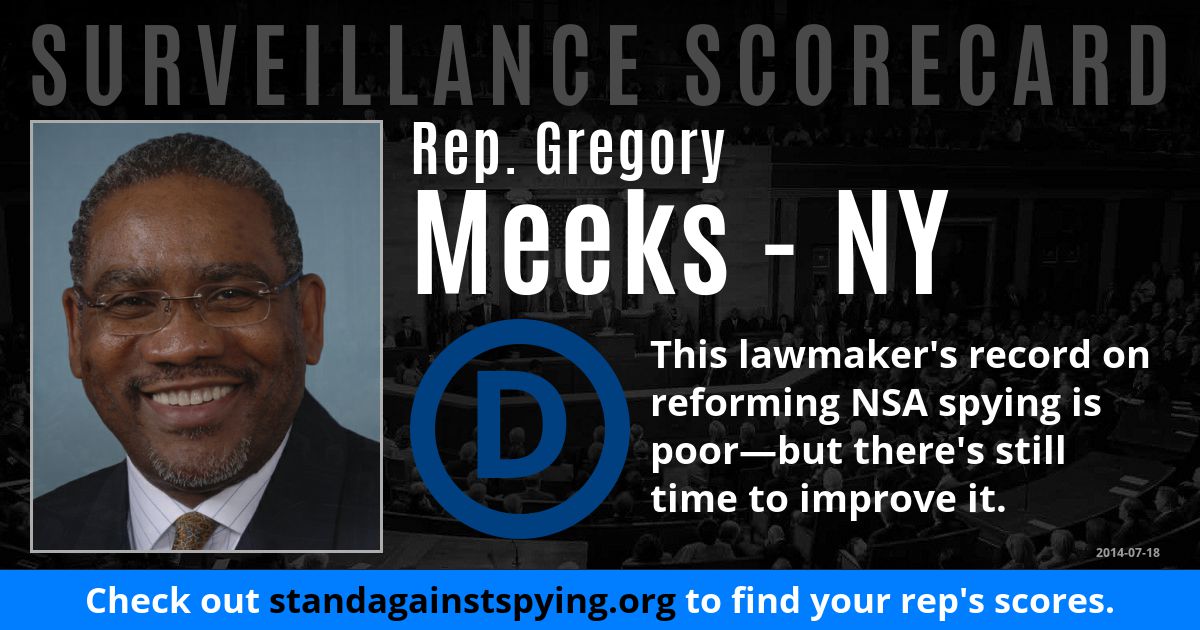 SURVEILLANCE SCORECARD
Rep. Gregory
Meeks - NY
D
This lawmaker's record on
reforming NSA spying is
poor—but there's still
time to improve it.
2014-07-18
Check out standagainstspying.org to find your rep's scores.